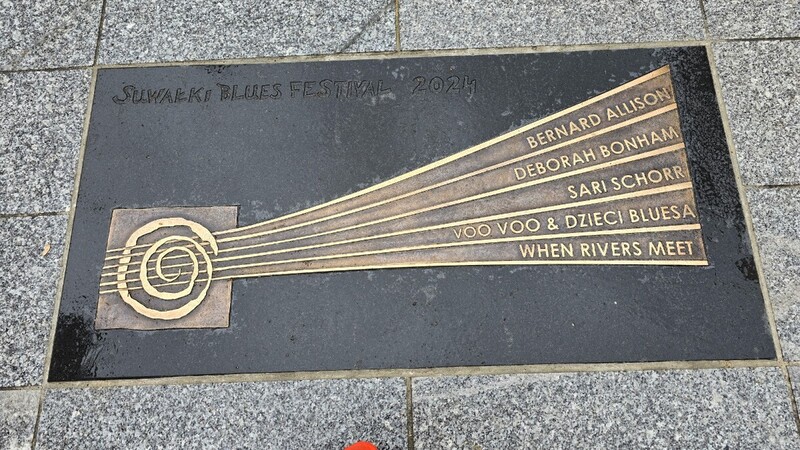 SUWAŁKI BLUES FESTIVAL 2024
BERNARD ALLISON
DEBORAH BONHAM
SARI SCHORR
VOO VOO & DZIECI BLUESA
WHEN RIVERS MEET